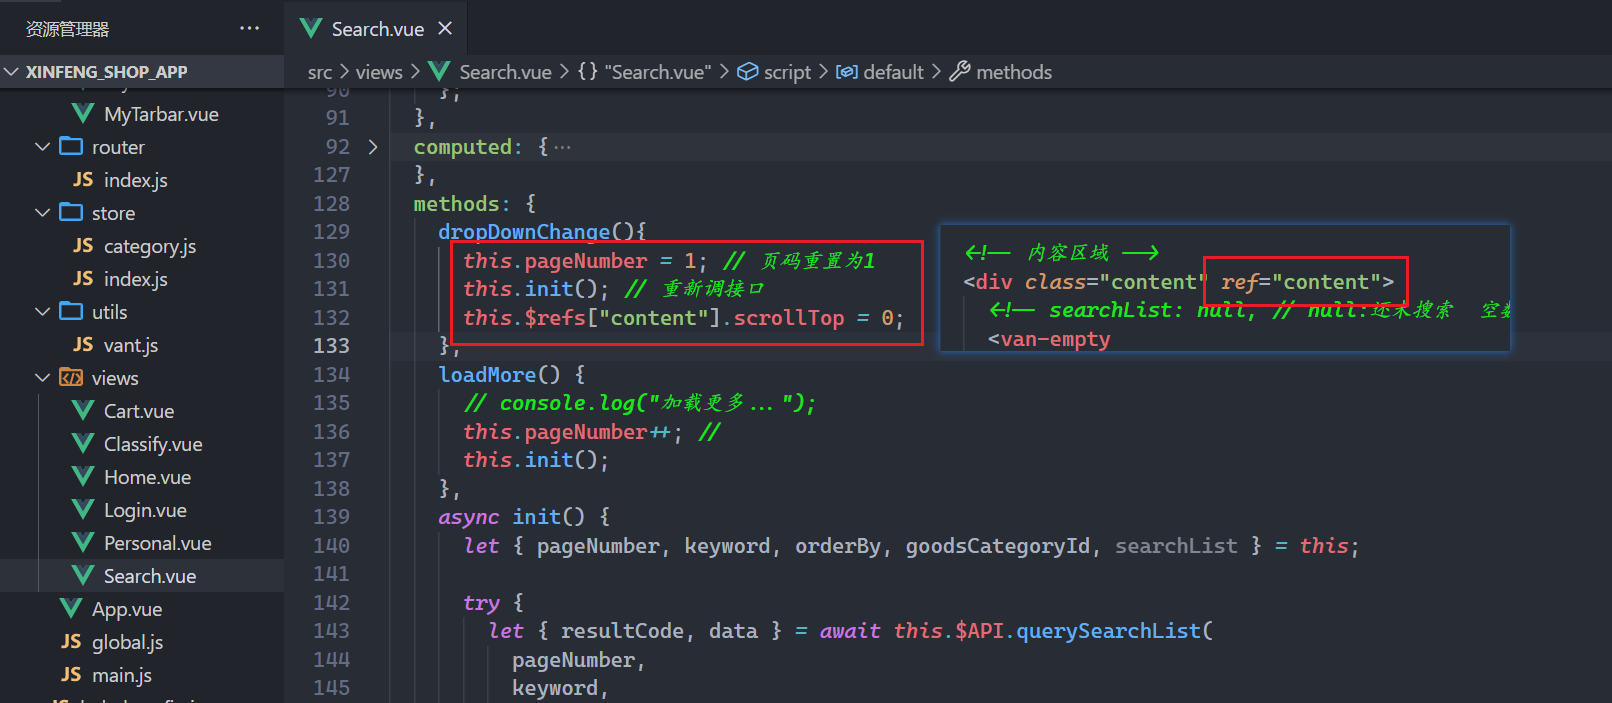 资源管理器 ···
Search.vue
XINFENG_SHOP_APP
src > views > Search.vue > {} "Search.vue" > script > default > methods
MyTarbar.vue
router
JS index.js
store
JS category.js
JS index.js
utils
JS vant.js
views
Cart.vue
Classify.vue
Home.vue
Login.vue
Personal.vue
Search.vue
App.vue
JS global.js
JS main.js
90 };
91 },
92 computed: {···
127 },
128 methods: {
129 dropDownChange(){
130 this.pageNumber = 1; // 页码重置为1
131 this.init(); // 重新调接口
132 this.$refs["content"].scrollTop = 0;
133 },
134 loadMore() {
135 // console.log("加载更多...");
136 this.pageNumber++; //
137 this.init();
138 },
139 async init() {
140 let { pageNumber, keyword, orderBy, goodsCategoryId, searchList } = this;
141
142 try {
143 let { resultCode, data } = await this.$API.querySearchList(
144 pageNumber,
145 keyword,
<!-- 内容区域 -->
<div class="content" ref="content">
<!-- searchList: null, // null:还未搜索 空
<van-empty